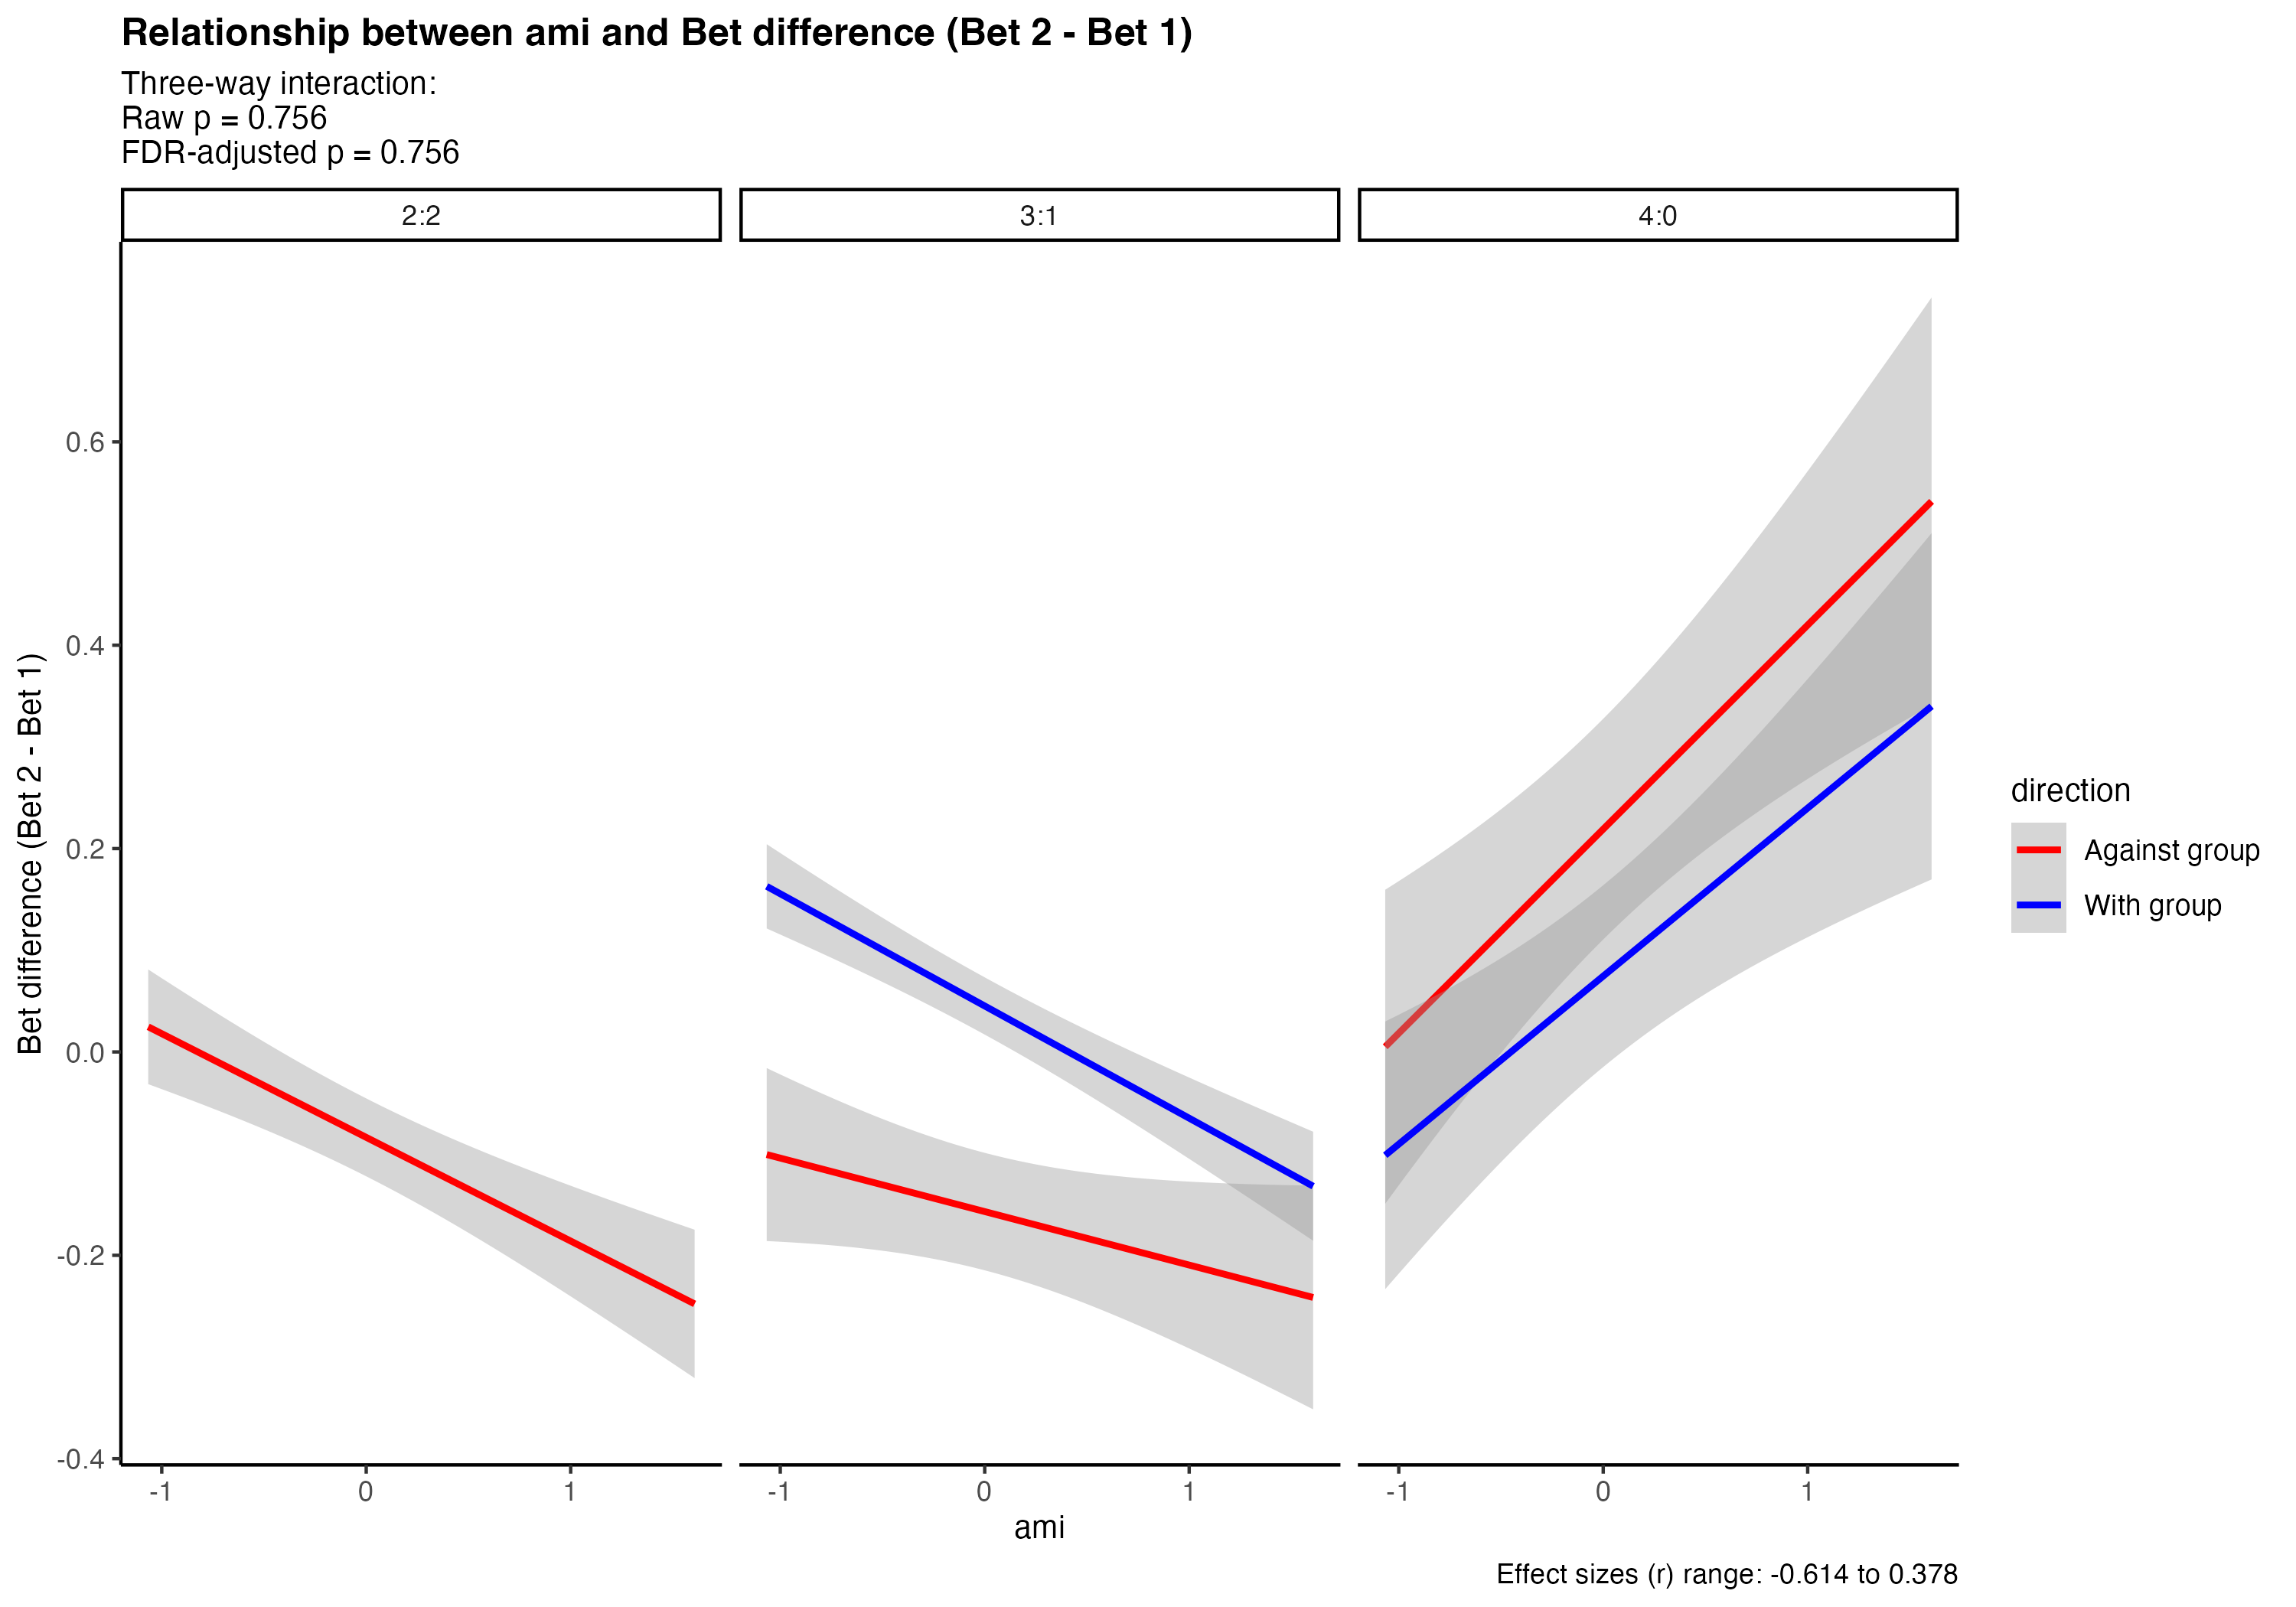 Relationship between ami and Bet difference (Bet 2 - Bet 1)
Three-way interaction:
Raw p = 0.756
FDR-adjusted p = 0.756
2:2
3:1
4:0
Bet difference (Bet 2 - Bet 1)
0.6
0.4
0.2
0.0
-0.2
-0.4
-1 0 1
-1 0 1
-1 0 1
ami
direction
Against group
With group
Effect sizes (r) range: -0.614 to 0.378